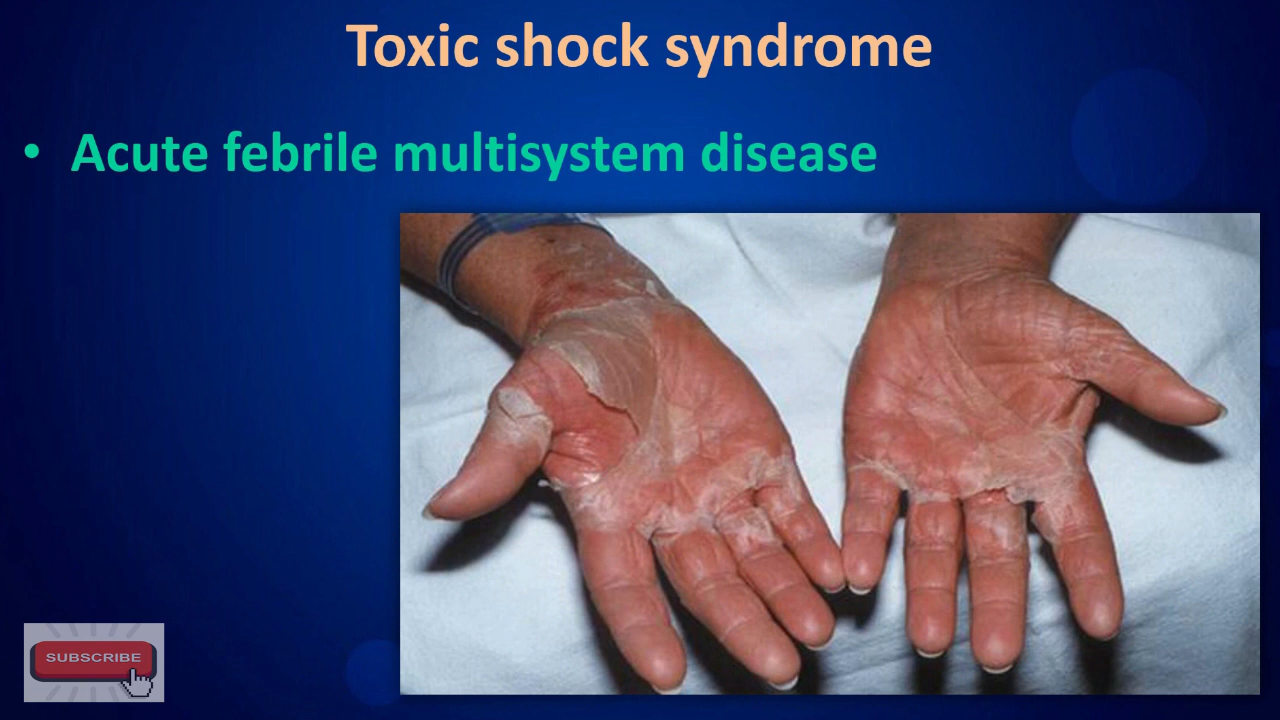 Toxic shock syndrome
• Acute febrile multisystem disease
SUBSCRIBE